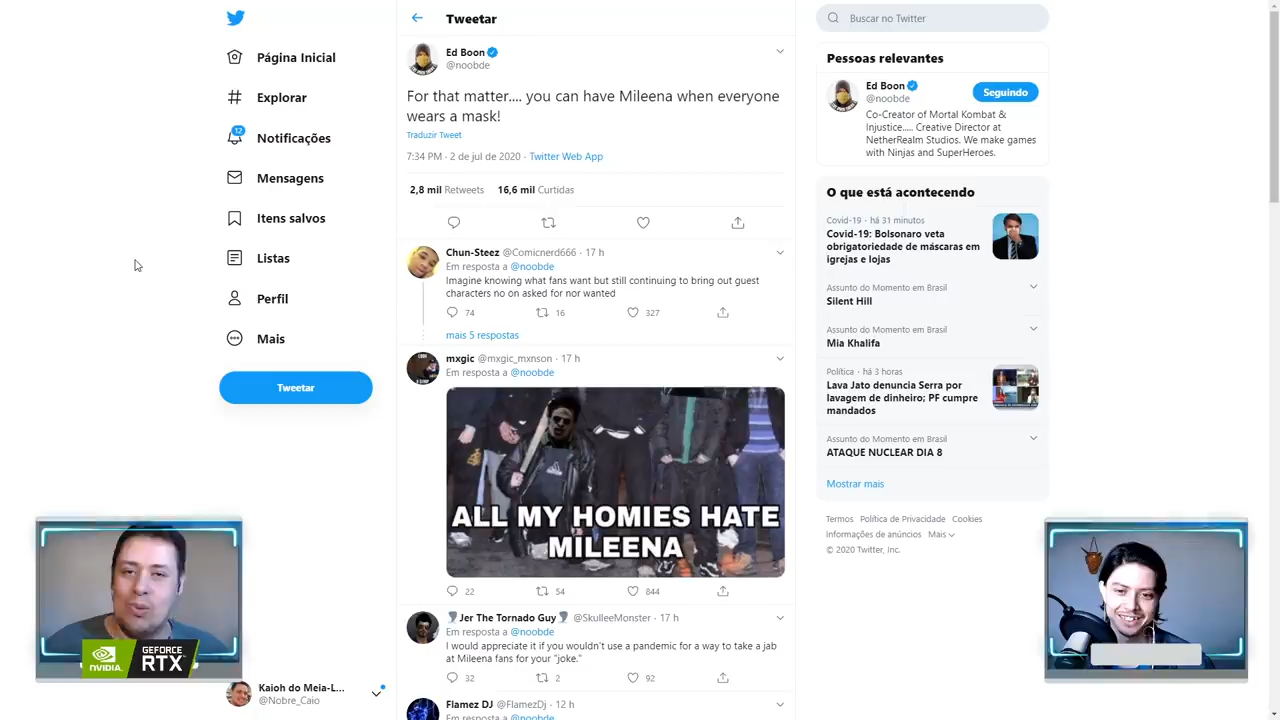 Página Inicial
Explorar
12
Notificações
Mensagens
Itens salvos
Listas
Perfil
Mais
Tweetar
NVIDIA.
GEFORCE
RTX
Kaioh do Meia-L...
@Nobre_Caio
Tweetar
Ed Boon
@noobde
For that matter.... you can have Mileena when everyone
wears a mask!
Traduzir Tweet
7:34 PM · 2 de jul de 2020 · Twitter Web App
2,8 mil Retweets 16,6 mil Curtidas
Chun-Steez @Comicnerd666 · 17 h
Em resposta a @noobde
Imagine knowing what fans want but still continuing to bring out guest
characters no on asked for nor wanted
74 16 327
mais 5 respostas
mxgic @mxgic_mxnson · 17 h
Em resposta a @noobde
ALL MY HOMIES HATE
MILEENA
22 54 844
Jer The Tornado Guy @SkulleeMonster · 17 h
Em resposta a @noobde
I would appreciate it if you wouldn't use a pandemic for a way to take a jab
at Mileena fans for your "joke."
32 2 92
Flamez DJ @FlamezDj · 12 h
Em resposta a @noobde
Buscar no Twitter
Pessoas relevantes
Ed Boon
@noobde
Seguindo
Co-Creator of Mortal Kombat &
Injustice..... Creative Director at
NetherRealm Studios. We make games
with Ninjas and SuperHeroes.
O que está acontecendo
Covid-19 · há 31 minutos
Covid-19: Bolsonaro veta
obrigatoriedade de máscaras em
igrejas e lojas
Assunto do Momento em Brasil
Silent Hill
Assunto do Momento em Brasil
Mia Khalifa
Política · há 3 horas
Lava Jato denuncia Serra por
lavagem de dinheiro; PF cumpre
mandados
Assunto do Momento em Brasil
ATAQUE NUCLEAR DIA 8
Mostrar mais
Termos Política de Privacidade Cookies
Informações de anúncios Mais
© 2020 Twitter, Inc.